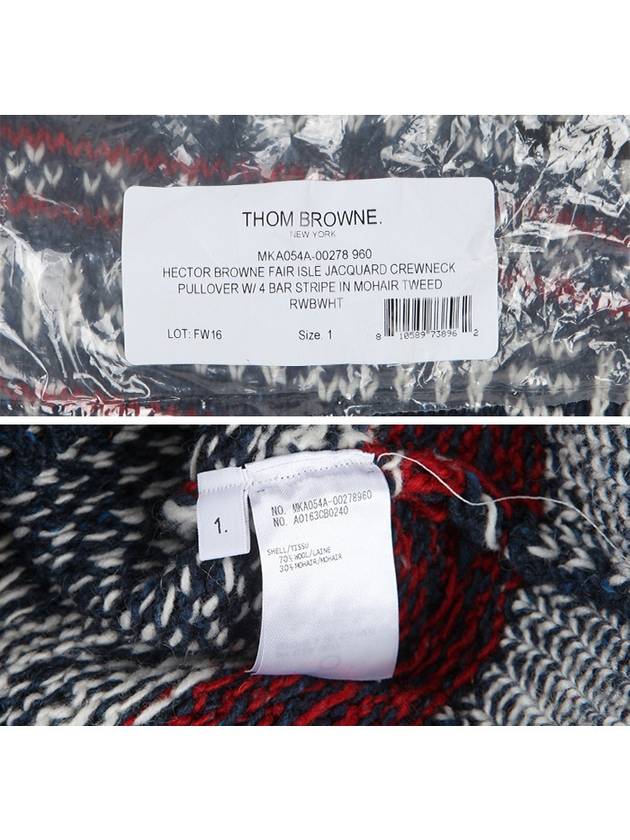 THOM BROWNE.
NEW YORK
MKA054A-00278 960
HECTOR BROWNE FAIR ISLE JACQUARD CREWNECK
PULLOVER W/ 4 BAR STRIPE IN MOHAIR TWEED
RWBWHT
LOT: FW16 Size: 1
8 10589 73896 2
1.
NO. MKA054A-00278960
NO. A0163CB0240
SHELL/TISSU
70% WOOL/LAINE
30% MOHAIR/MOHAIR